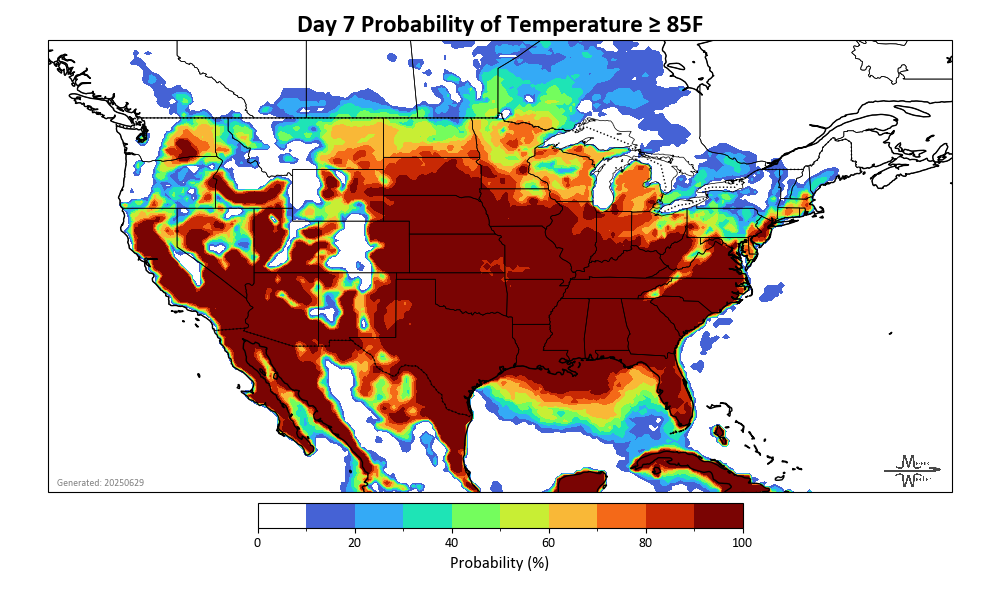 Day 7 Probability of Temperature ≥ 85F
Generated: 20250629
0 20 40 60 80 100
Probability (%)